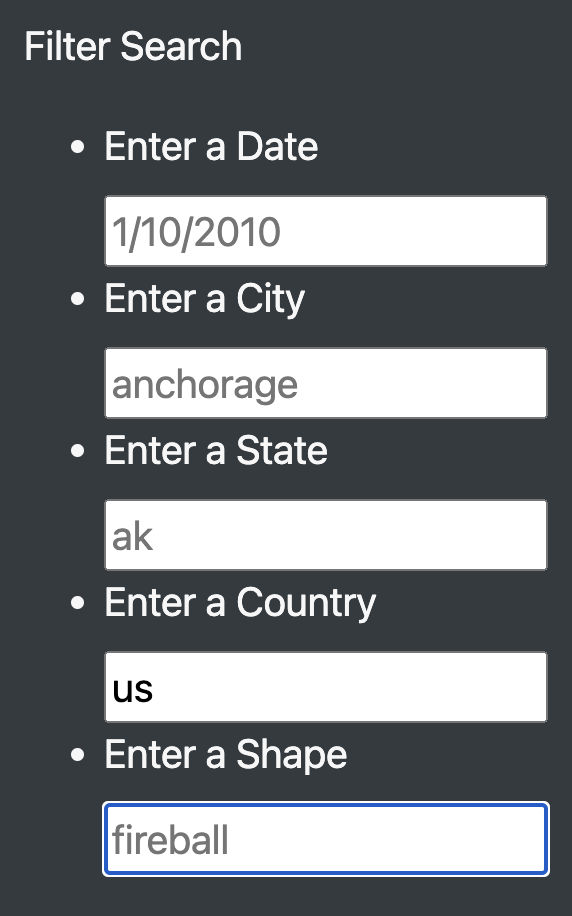 Filter Search
Enter a Date
1/10/2010
Enter a City
anchorage
Enter a State
ak
Enter a Country
us
Enter a Shape
fireball